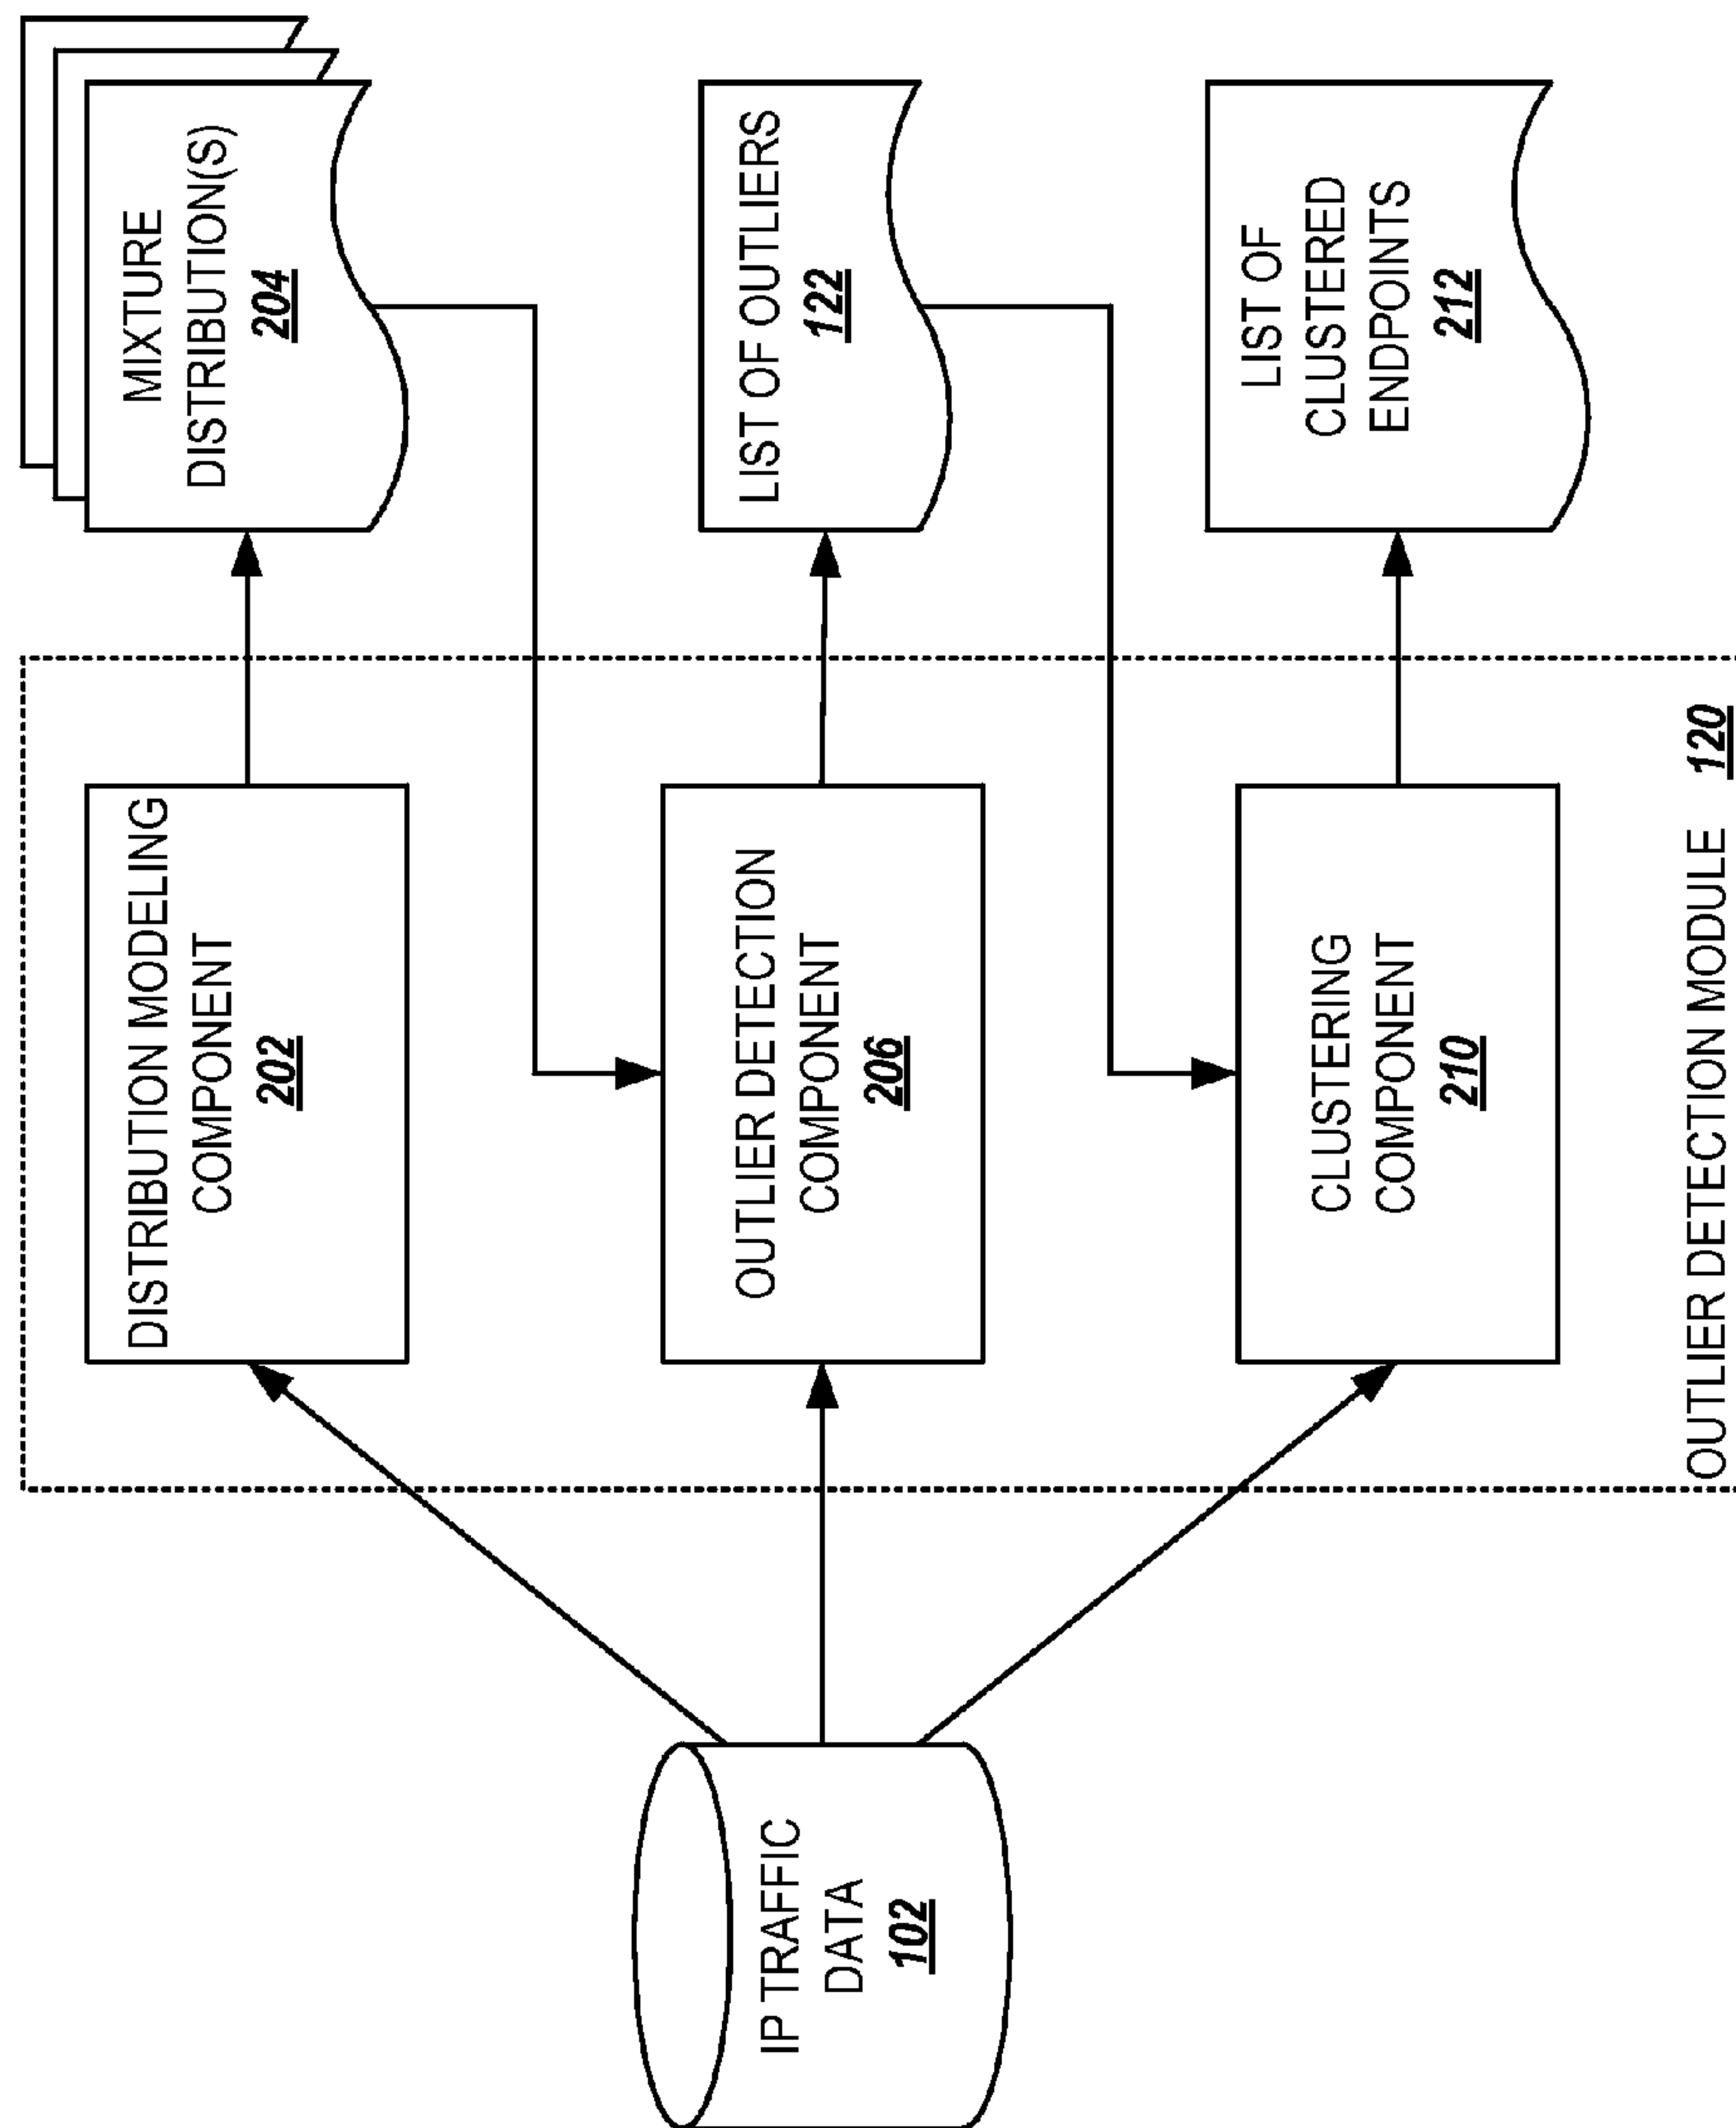 IP TRAFFIC
DATA
102
DISTRIBUTION MODELING
COMPONENT
202
MIXTURE
DISTRIBUTION(S)
204
OUTLIER DETECTION
COMPONENT
206
LIST OF OUTLIERS
122
CLUSTERING
COMPONENT
210
LIST OF
CLUSTERED
ENDPOINTS
212
OUTLIER DETECTION MODULE 120